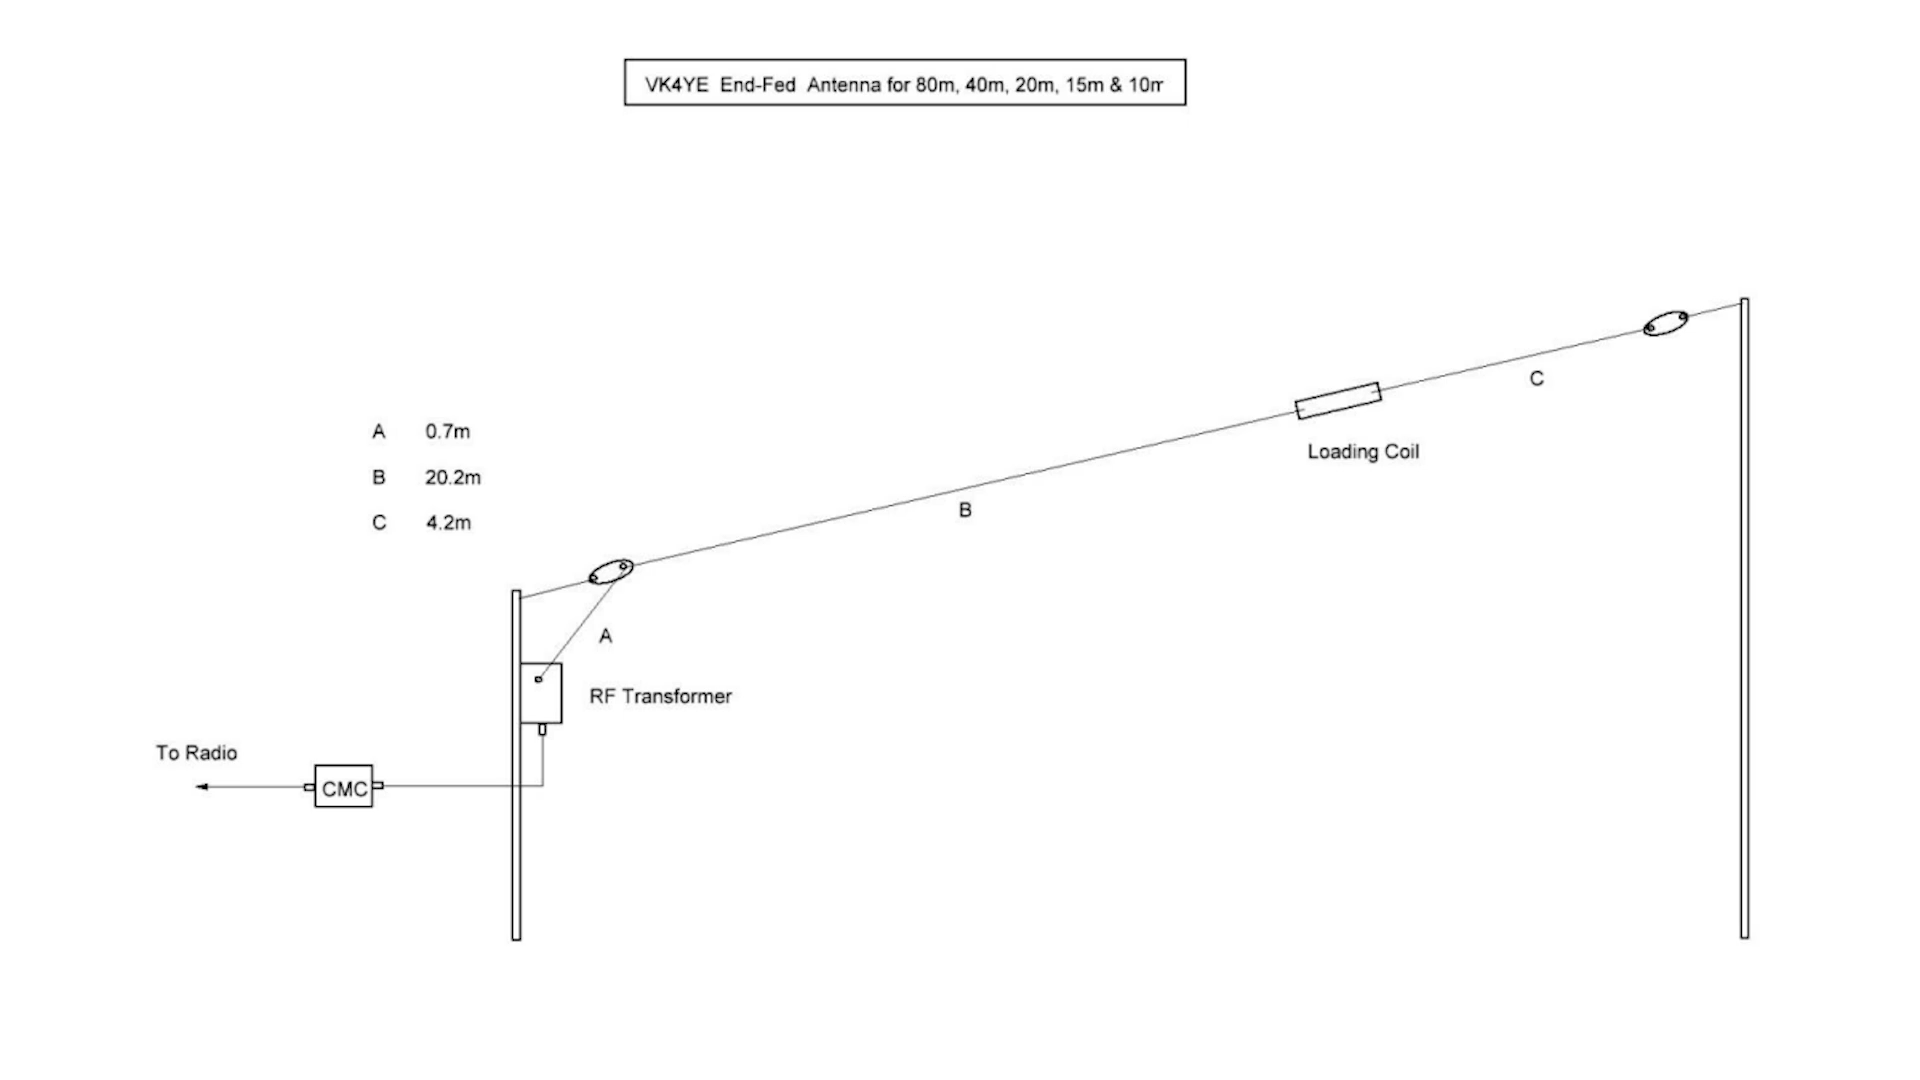 VK4YE End-Fed Antenna for 80m, 40m, 20m, 15m & 10m
C
A 0.7m
Loading Coil
B 20.2m
B
C 4.2m
A
RF Transformer
To Radio
CMC